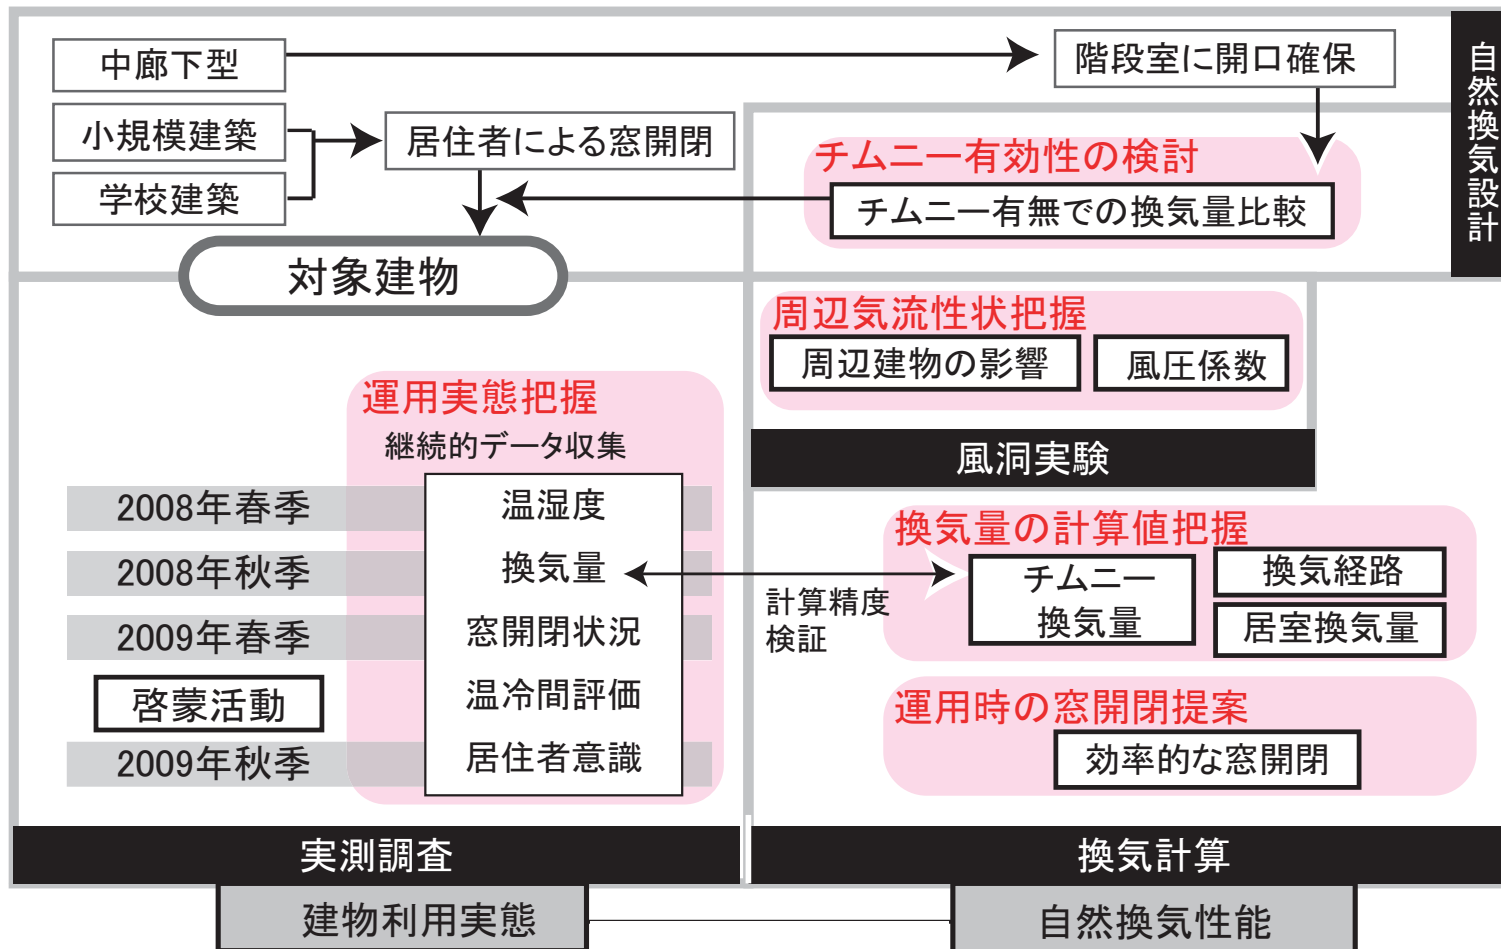 中廊下型
階段室に開口確保
自然換気設計
小規模建築
居住者による窓開閉
学校建築
チムニー有効性の検討
チムニー有無での換気量比較
対象建物
周辺気流性状把握
周辺建物の影響
風圧係数
風洞実験
運用実態把握
継続的データ収集
2008年春季
2008年秋季
2009年春季
啓蒙活動
2009年秋季
温湿度
換気量
窓開閉状況
温冷間評価
居住者意識
計算精度
検証
換気量の計算値把握
チムニー
換気量
換気経路
居室換気量
運用時の窓開閉提案
効率的な窓開閉
実測調査
換気計算
建物利用実態
自然換気性能